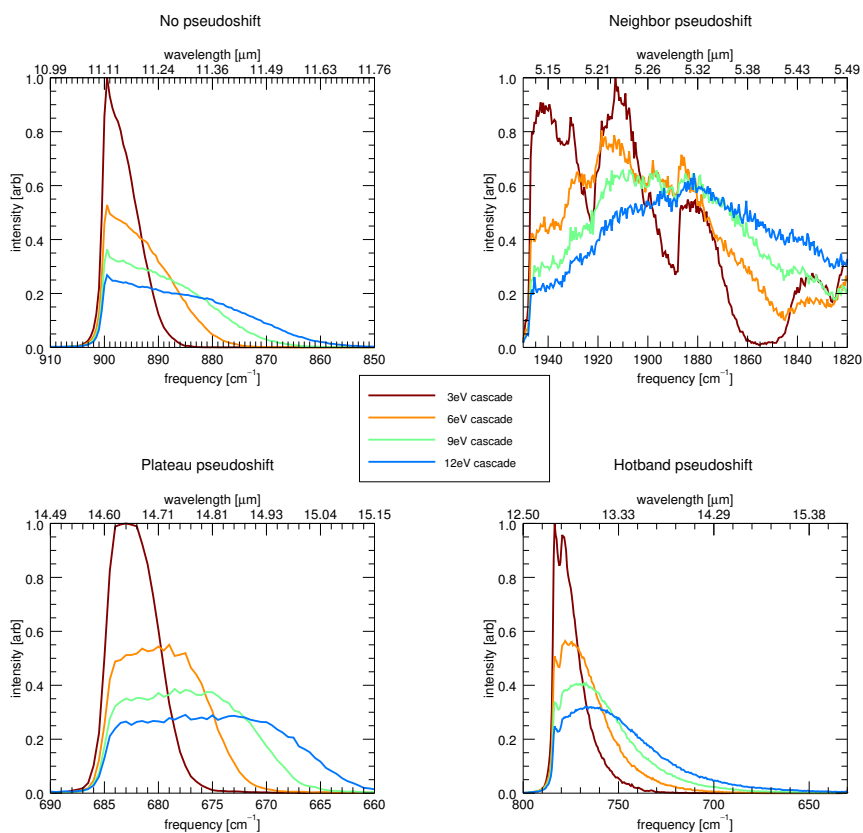 No pseudoshift
wavelength [μm]
10.99 11.11 11.24 11.36 11.49 11.63 11.76
1.0
0.8
0.6
0.4
0.2
0.0
intensity [arb]
910 900 890 880 870 860 850
frequency [cm⁻¹]
Neighbor pseudoshift
wavelength [μm]
5.15 5.21 5.26 5.32 5.38 5.43 5.49
1.0
0.8
0.6
0.4
0.2
0.0
intensity [arb]
1940 1920 1900 1880 1860 1840 1820
frequency [cm⁻¹]
3eV cascade
6eV cascade
9eV cascade
12eV cascade
Plateau pseudoshift
wavelength [μm]
14.49 14.60 14.71 14.81 14.93 15.04 15.15
1.0
0.8
0.6
0.4
0.2
0.0
intensity [arb]
690 685 680 675 670 665 660
frequency [cm⁻¹]
Hotband pseudoshift
wavelength [μm]
12.50 13.33 14.29 15.38
1.0
0.8
0.6
0.4
0.2
0.0
intensity [arb]
800 750 700 650
frequency [cm⁻¹]